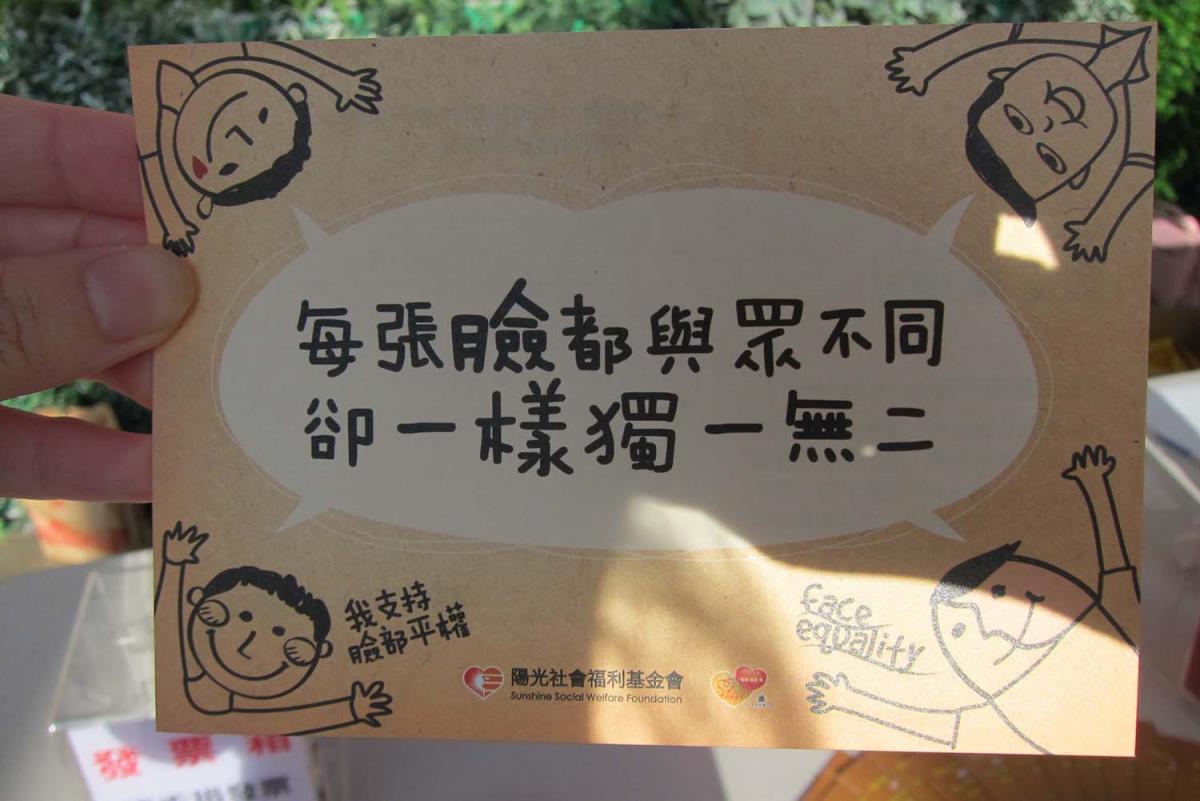 每張臉都與眾不同
卻一樣獨一無二
我支持
臉部平權
face
equality
陽光社會福利基金會
Sunshine Social Welfare Foundation
發票箱